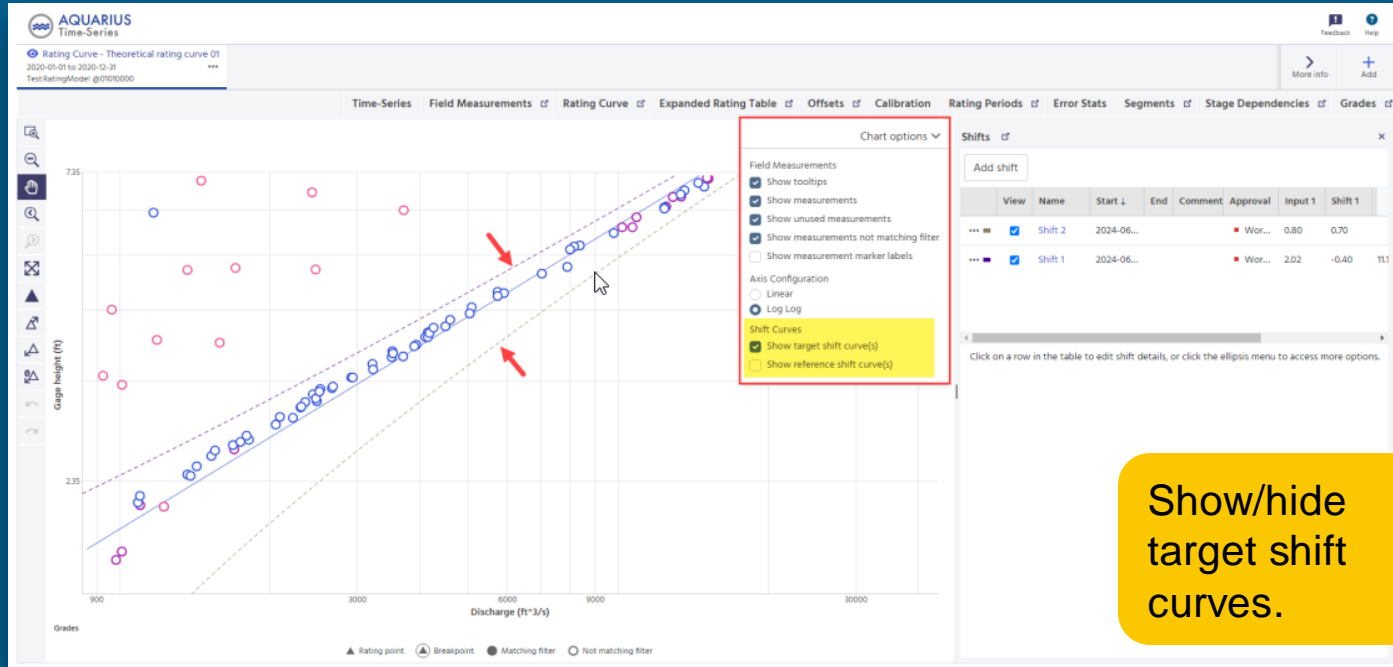 AQUARIUS
Time-Series
Feedback
Help
Rating Curve - Theoretical rating curve 01
2020-01-01 to 2020-12-31
TestRatingModel @01010000
More info
Add
Time-Series Field Measurements Rating Curve Expanded Rating Table Offsets Calibration Rating Periods Error Stats Segments Stage Dependencies Grades
Chart options
Field Measurements
Show tooltips
Show measurements
Show unused measurements
Show measurements not matching filter
Show measurement marker labels
Axis Configuration
Linear
Log Log
Shift Curves
Show target shift curve(s)
Show reference shift curve(s)
735
235
Gage height (ft)
900 3000 6000 9000 30000
Discharge (ft^3/s)
Grades
Rating point Breakpoint Matching filter Not matching filter
Shifts
Add shift
View Name Start ↓ End Comment Approval Input 1 Shift 1
Shift 2 2024-06... Wor... 0.80 0.70
Shift 1 2024-06... Wor... 2.02 -0.40 11.1
Click on a row in the table to edit shift details, or click the ellipsis menu to access more options.
Show/hide
target shift
curves.